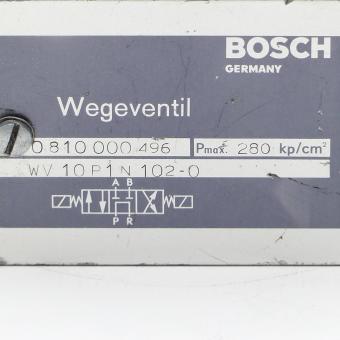 BOSCH
GERMANY
Wegeventil
0 810 000 496 Pmax. 280 kp/cm²
WV 10 P 1 N 102-0
A B
P R